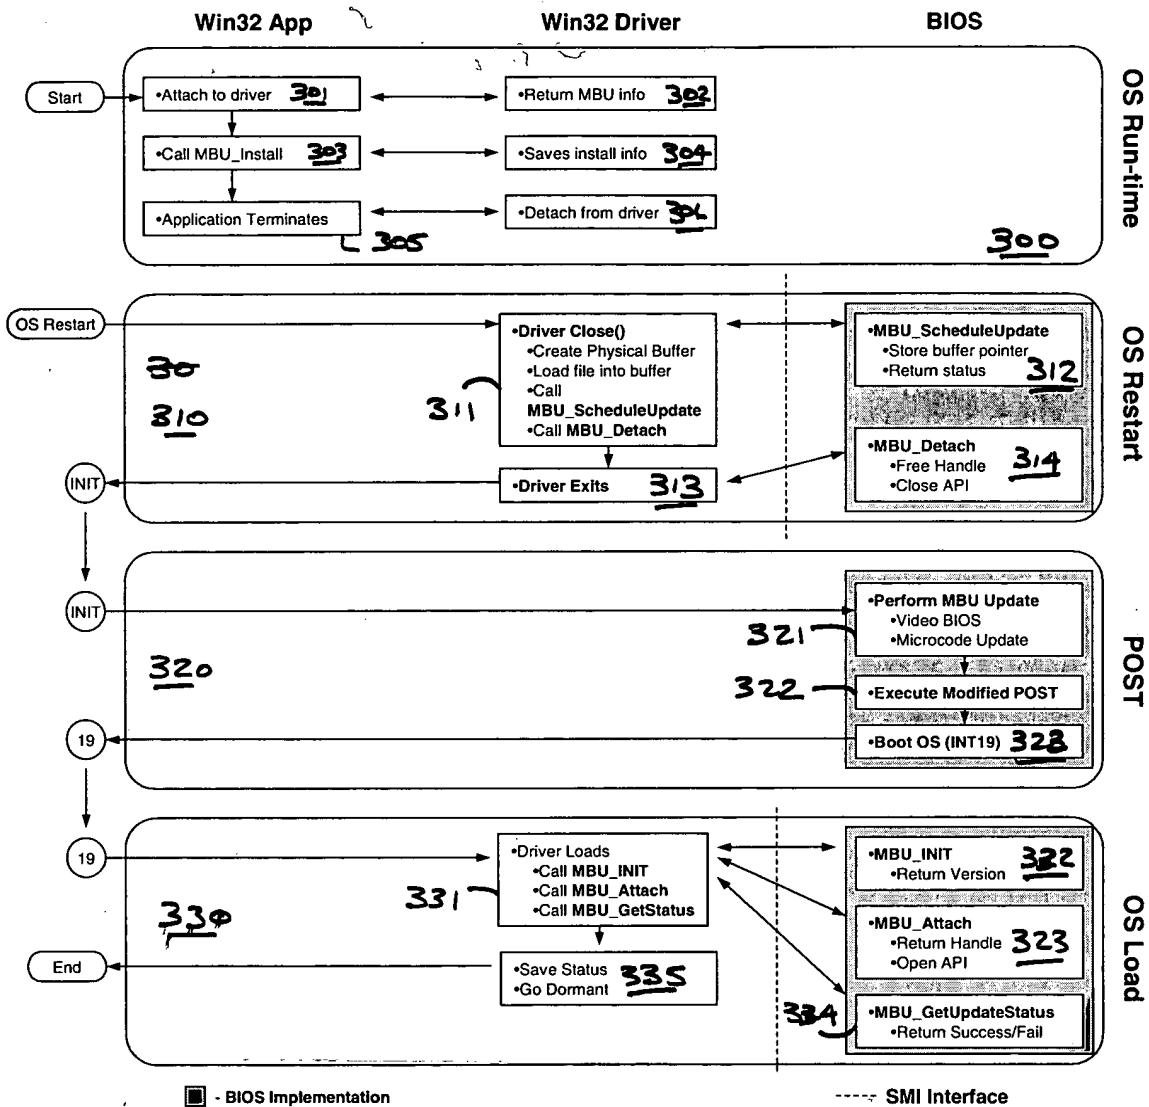 Win32 App
Win32 Driver
BIOS
OS Run-time
Start
•Attach to driver 301
•Return MBU info 302
•Call MBU_Install 303
•Saves install info 304
•Application Terminates
305
•Detach from driver 306
300
OS Restart
OS Restart
30
310
311
•Driver Close()
•Create Physical Buffer
•Load file into buffer
•Call
MBU_ScheduleUpdate
•Call MBU_Detach
•MBU_ScheduleUpdate
•Store buffer pointer
•Return status 312
•MBU_Detach
•Free Handle 314
•Close API
INIT
•Driver Exits 313
POST
INIT
320
•Perform MBU Update
•Video BIOS
•Microcode Update
321
322
•Execute Modified POST
19
•Boot OS (INT19) 323
OS Load
19
330
331
•Driver Loads
•Call MBU_INIT
•Call MBU_Attach
•Call MBU_GetStatus
•MBU_INIT
•Return Version 322
•MBU_Attach
•Return Handle 323
•Open API
End
•Save Status 335
•Go Dormant
334
•MBU_GetUpdateStatus
•Return Success/Fail
- BIOS Implementation
----- SMI Interface